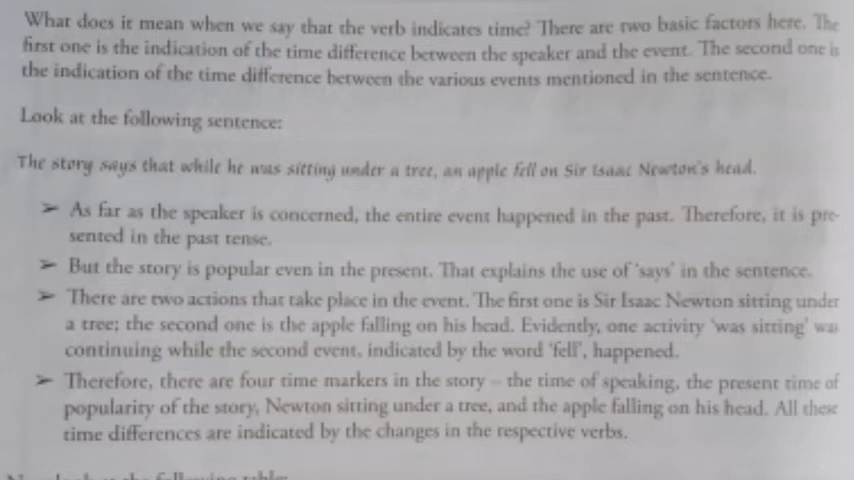 What does it mean when we say that the verb indicates time? There are two basic factors here. The
first one is the indication of the time difference between the speaker and the event. The second one is
the indication of the time difference between the various events mentioned in the sentence.
Look at the following sentence:
The story says that while he was sitting under a tree, an apple fell on Sir Isaac Newton's head.
➢ As far as the speaker is concerned, the entire event happened in the past. Therefore, it is pre-
sented in the past tense.
➢ But the story is popular even in the present. That explains the use of 'says' in the sentence.
➢ There are two actions that take place in the event. The first one is Sir Isaac Newton sitting under
a tree; the second one is the apple falling on his head. Evidently, one activity 'was sitting' was
continuing while the second event, indicated by the word 'fell', happened.
➢ Therefore, there are four time markers in the story – the time of speaking, the present time of
popularity of the story, Newton sitting under a tree, and the apple falling on his head. All these
time differences are indicated by the changes in the respective verbs.
look at the following table: